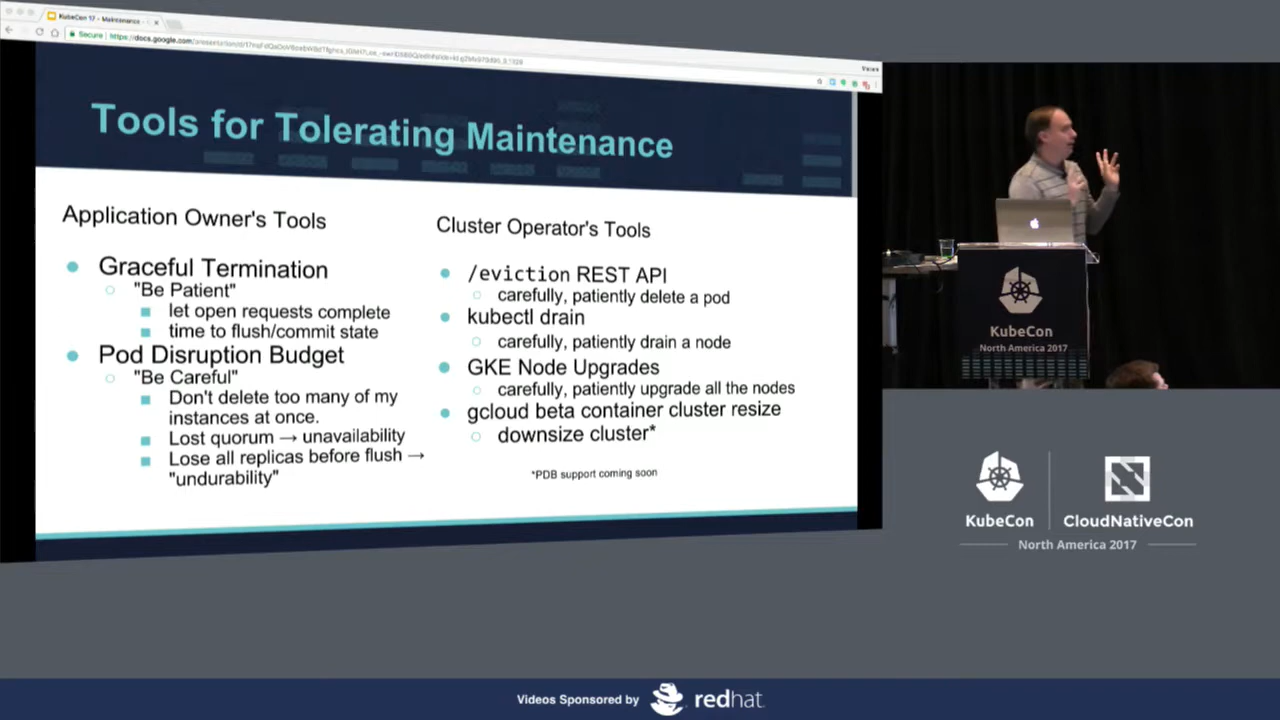 KubeCon 17 - Maintenance -
Secure
Tools for Tolerating Maintenance
Application Owner's Tools
Graceful Termination
"Be Patient"
let open requests complete
time to flush/commit state
Pod Disruption Budget
"Be Careful"
Don't delete too many of my
instances at once.
Lost quorum → unavailability
Lose all replicas before flush →
"undurability"
Cluster Operator's Tools
/eviction REST API
carefully, patiently delete a pod
kubectl drain
carefully, patiently drain a node
GKE Node Upgrades
carefully, patiently upgrade all the nodes
gcloud beta container cluster resize
downsize cluster*
*PDB support coming soon
KubeCon
North America 2017
KubeCon
CloudNativeCon
North America 2017
Videos Sponsored by
redhat